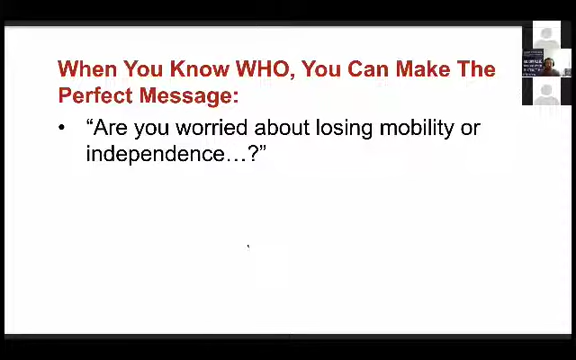 When You Know WHO, You Can Make The
Perfect Message:
• “Are you worried about losing mobility or
independence…?”